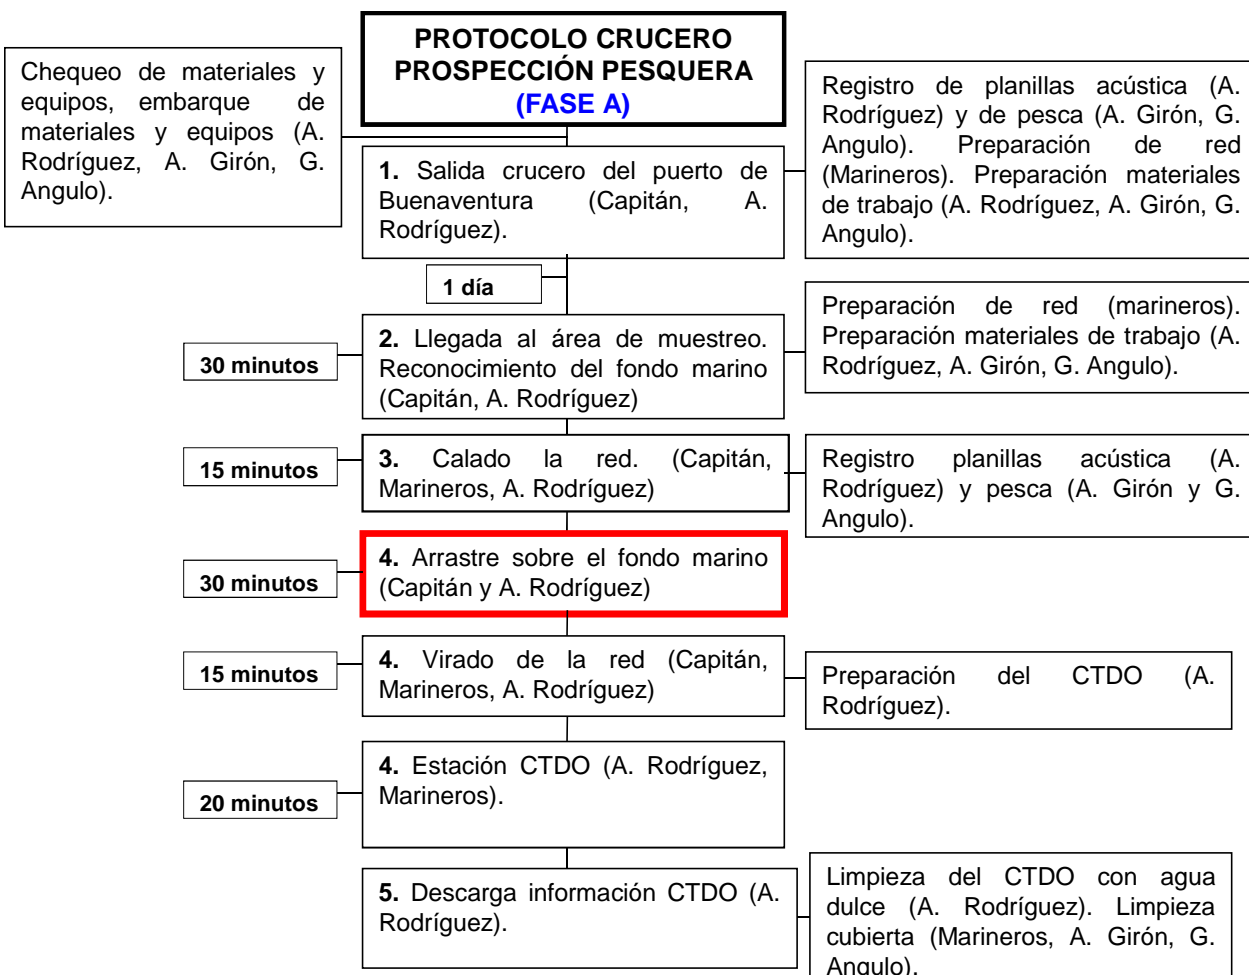 PROTOCOLO CRUCERO
PROSPECCIÓN PESQUERA
(FASE A)
Chequeo de materiales y
equipos, embarque de
materiales y equipos (A.
Rodríguez, A. Girón, G.
Angulo).
1. Salida crucero del puerto de
Buenaventura (Capitán, A.
Rodríguez).
Registro de planillas acústica (A.
Rodríguez) y de pesca (A. Girón, G.
Angulo). Preparación de red
(Marineros). Preparación materiales
de trabajo (A. Rodríguez, A. Girón, G.
Angulo).
1 día
30 minutos
2. Llegada al área de muestreo.
Reconocimiento del fondo marino
(Capitán, A. Rodríguez)
Preparación de red (marineros).
Preparación materiales de trabajo (A.
Rodríguez, A. Girón, G. Angulo).
15 minutos
3. Calado la red. (Capitán,
Marineros, A. Rodríguez)
Registro planillas acústica (A.
Rodríguez) y pesca (A. Girón y G.
Angulo).
30 minutos
4. Arrastre sobre el fondo marino
(Capitán y A. Rodríguez)
15 minutos
4. Virado de la red (Capitán,
Marineros, A. Rodríguez)
Preparación del CTDO (A.
Rodríguez).
20 minutos
4. Estación CTDO (A. Rodríguez,
Marineros).
5. Descarga información CTDO (A.
Rodríguez).
Limpieza del CTDO con agua
dulce (A. Rodríguez). Limpieza
cubierta (Marineros, A. Girón, G.
Angulo).